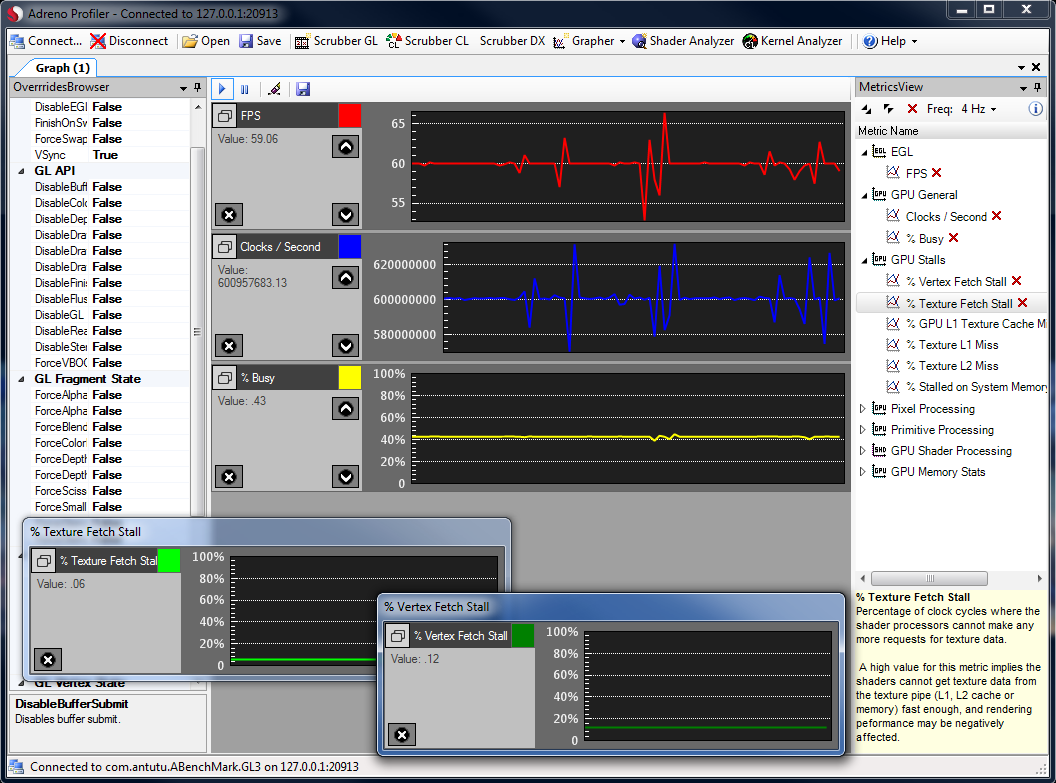 Adreno Profiler - Connected to 127.0.0.1:20913
Connect... Disconnect Open Save Scrubber GL Scrubber CL Scrubber DX Grapher Shader Analyzer Kernel Analyzer Help
Graph (1)
OverrridesBrowser
DisableEGI False
FinishOnSv False
ForceSwap False
VSync True
GL API
DisableBuff False
DisableColo False
DisableDep False
DisableDra False
DisableDra False
DisableDra False
DisableFini False
DisableFlus False
DisableGL False
DisableRea False
DisableSter False
ForceVBOC False
GL Fragment State
ForceAlpha False
ForceAlpha False
ForceBlend False
ForceColor False
ForceDepth False
ForceDepth False
ForceSciss False
ForceSmall False
GL Vertex State
DisableBufferSubmit
Disables buffer submit.
FPS
Value: 59.06
65
60
55
Clocks / Second
Value:
600957683.13
620000000
600000000
580000000
% Busy
Value: .43
100%
80%
60%
40%
20%
0
% Texture Fetch Stall
% Texture Fetch Stal
Value: .06
100%
80%
60%
40%
20%
0
% Vertex Fetch Stall
% Vertex Fetch Stall
Value: .12
100%
80%
60%
40%
20%
0
MetricsView
Freq: 4 Hz
Metric Name
EGL
FPS
GPU General
Clocks / Second
% Busy
GPU Stalls
% Vertex Fetch Stall
% Texture Fetch Stall
% GPU L1 Texture Cache M
% Texture L1 Miss
% Texture L2 Miss
% Stalled on System Memory
Pixel Processing
Primitive Processing
GPU Shader Processing
GPU Memory Stats
% Texture Fetch Stall
Percentage of clock cycles where the
shader processors cannot make any
more requests for texture data.
A high value for this metric implies the
shaders cannot get texture data from
the texture pipe (L1, L2 cache or
memory) fast enough, and rendering
peformance may be negatively
affected.
Connected to com.antutu.ABenchMark.GL3 on 127.0.0.1:20913